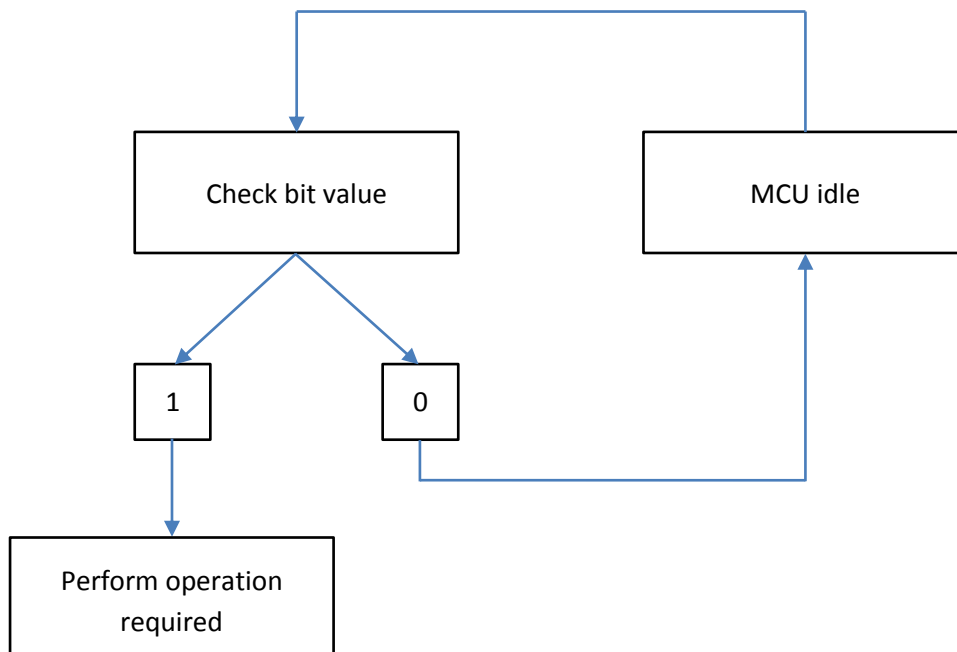 Check bit value
MCU idle
1
0
Perform operation
required